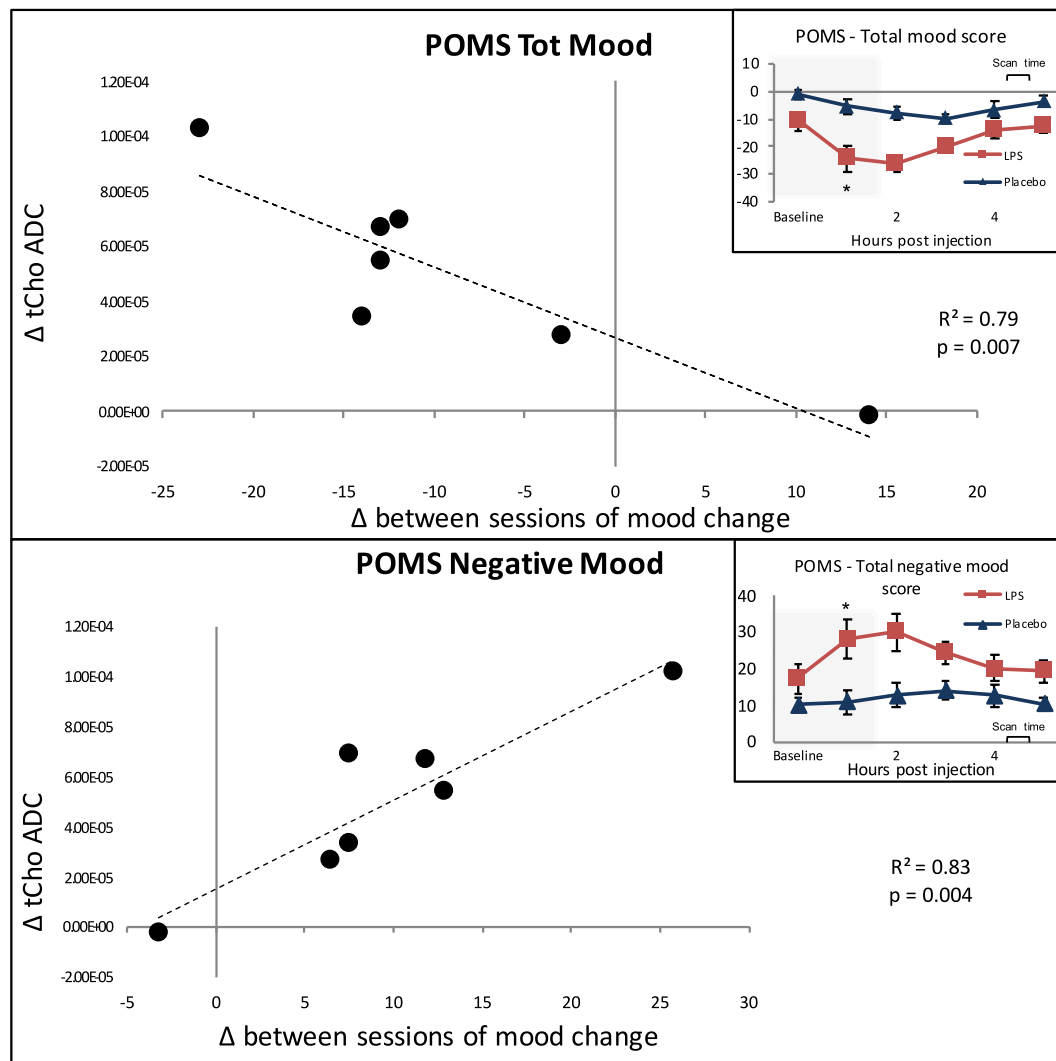 POMS Tot Mood
1.20E-04
1.00E-04
8.00E-05
6.00E-05
4.00E-05
2.00E-05
0.00E+00
-2.00E-05
Δ tCho ADC
-25 -20 -15 -10 -5 0 5 10 15 20
Δ between sessions of mood change
R² = 0.79
p = 0.007
POMS - Total mood score
Scan time
10
0
-10
-20
-30
-40
LPS
Placebo
*
Baseline 2 4
Hours post injection
POMS Negative Mood
1.20E-04
1.00E-04
8.00E-05
6.00E-05
4.00E-05
2.00E-05
0.00E+00
-2.00E-05
Δ tCho ADC
-5 0 5 10 15 20 25 30
Δ between sessions of mood change
R² = 0.83
p = 0.004
POMS - Total negative mood
score
LPS
Placebo
*
40
30
20
10
0
Scan time
Baseline 2 4
Hours post injection